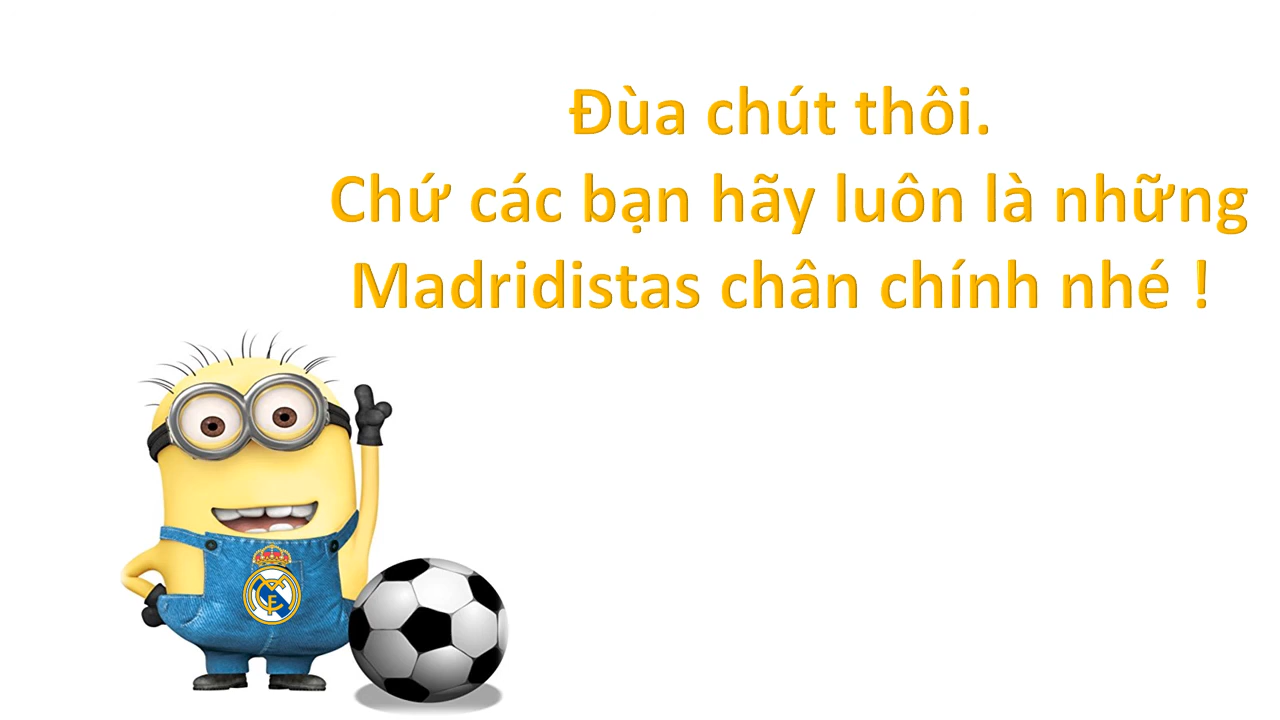 Đùa chút thôi.
Chứ các bạn hãy luôn là những
Madridistas chân chính nhé !